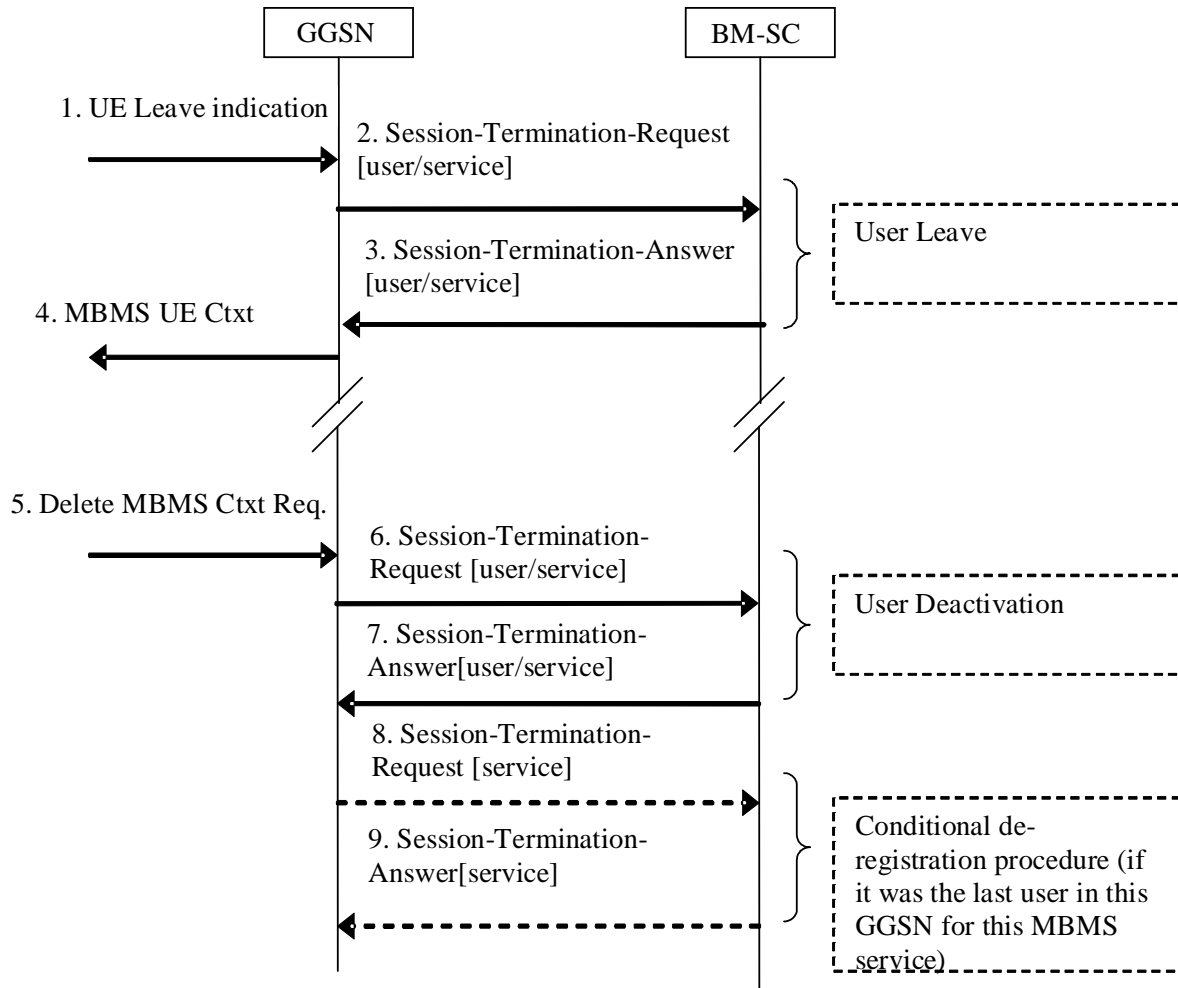 GGSN
BM-SC
1. UE Leave indication
2. Session-Termination-Request
[user/service]
User Leave
3. Session-Termination-Answer
[user/service]
4. MBMS UE Ctxt
5. Delete MBMS Ctxt Req.
6. Session-Termination-
Request [user/service]
User Deactivation
7. Session-Termination-
Answer[user/service]
8. Session-Termination-
Request [service]
9. Session-Termination-
Answer[service]
Conditional de-
registration procedure (if
it was the last user in this
GGSN for this MBMS
service)